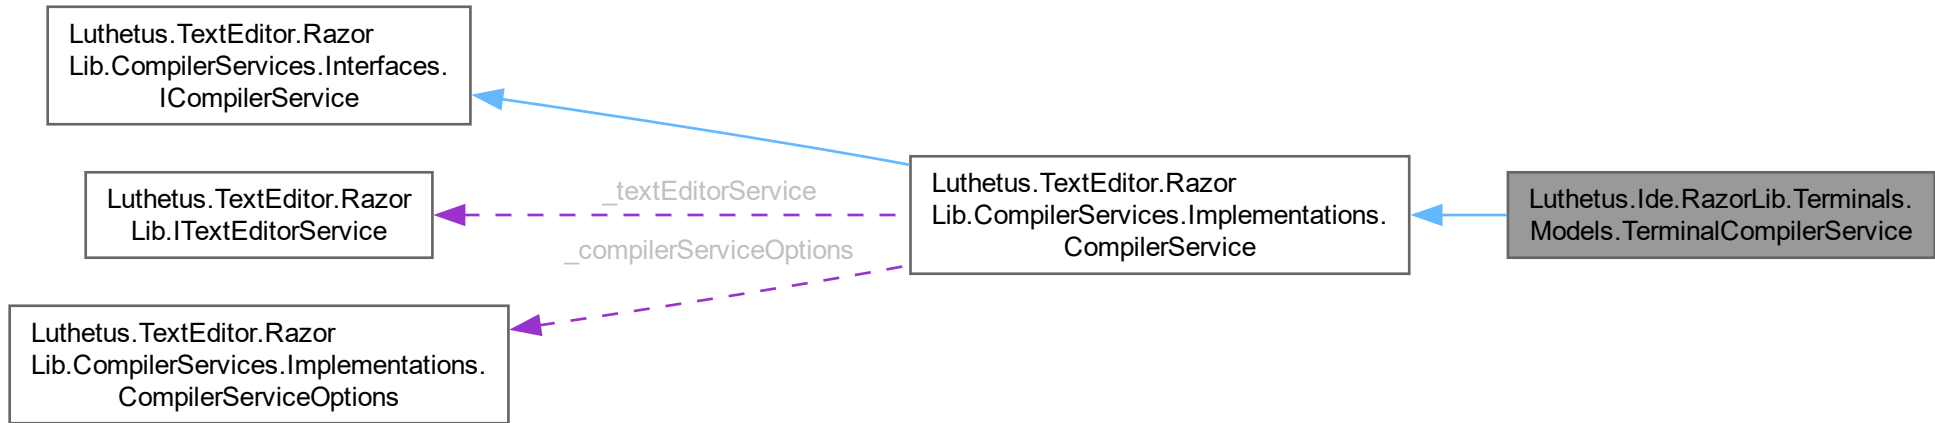 Luthetus.TextEditor.Razor
Lib.CompilerServices.Interfaces.
ICompilerService
Luthetus.TextEditor.Razor
Lib.ITextEditorService
_textEditorService
_compilerServiceOptions
Luthetus.TextEditor.Razor
Lib.CompilerServices.Implementations.
CompilerServiceOptions
Luthetus.TextEditor.Razor
Lib.CompilerServices.Implementations.
CompilerService
Luthetus.Ide.RazorLib.Terminals.
Models.TerminalCompilerService